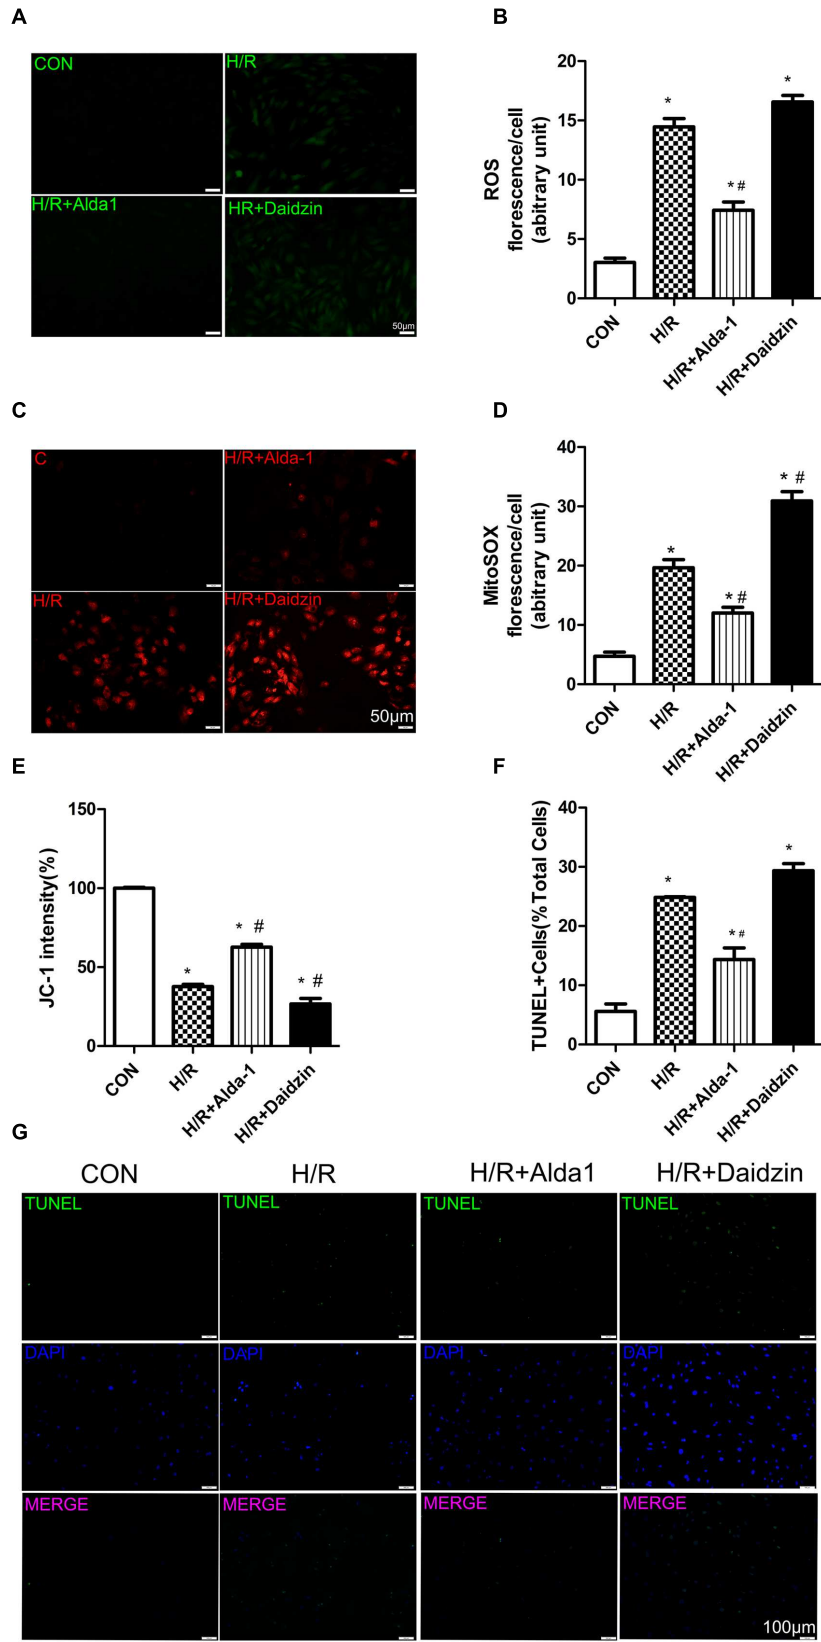 A
CON
H/R
H/R+Alda1
HR+Daidzin
50µm
B
ROS
florescence/cell
(abitrary unit)
20
15
10
5
0
*
* #
*
CON
H/R
H/R+Alda-1
H/R+Daidzin
C
C
H/R+Alda-1
H/R
H/R+Daidzin
50µm
D
MitoSOX
florescence/cell
(abitrary unit)
40
30
20
10
0
*
* #
* #
CON
H/R
H/R+Alda-1
H/R+Daidzin
E
JC-1 intensity(%)
150
100
50
0
*
* #
* #
CON
H/R
H/R+Alda-1
H/R+Daidzin
F
TUNEL+Cells(% Total Cells)
40
30
20
10
0
*
* #
*
CON
H/R
H/R+Alda-1
H/R+Daidzin
G
CON H/R H/R+Alda1 H/R+Daidzin
TUNEL TUNEL TUNEL TUNEL
DAPI DAPI DAPI DAPI
MERGE MERGE MERGE MERGE
100µm